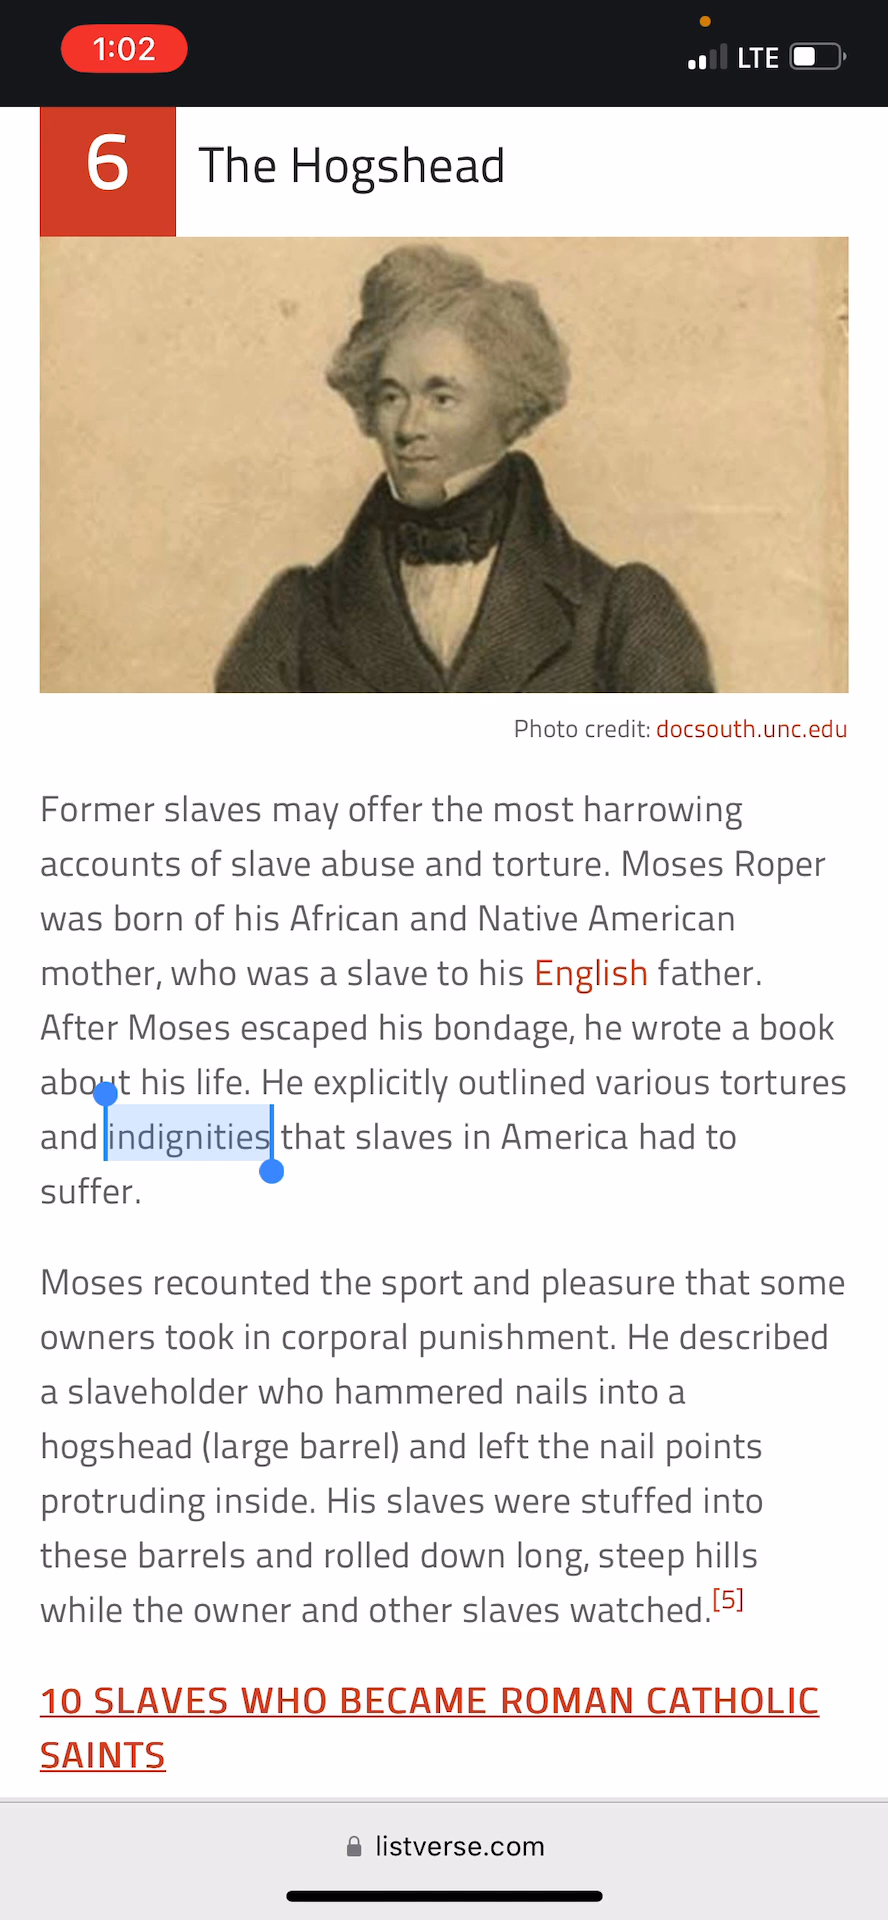 1:02
LTE
6
The Hogshead
Photo credit: docsouth.unc.edu
Former slaves may offer the most harrowing
accounts of slave abuse and torture. Moses Roper
was born of his African and Native American
mother, who was a slave to his English father.
After Moses escaped his bondage, he wrote a book
about his life. He explicitly outlined various tortures
and indignities that slaves in America had to
suffer.
Moses recounted the sport and pleasure that some
owners took in corporal punishment. He described
a slaveholder who hammered nails into a
hogshead (large barrel) and left the nail points
protruding inside. His slaves were stuffed into
these barrels and rolled down long, steep hills
while the owner and other slaves watched.[5]
10 SLAVES WHO BECAME ROMAN CATHOLIC
SAINTS
listverse.com